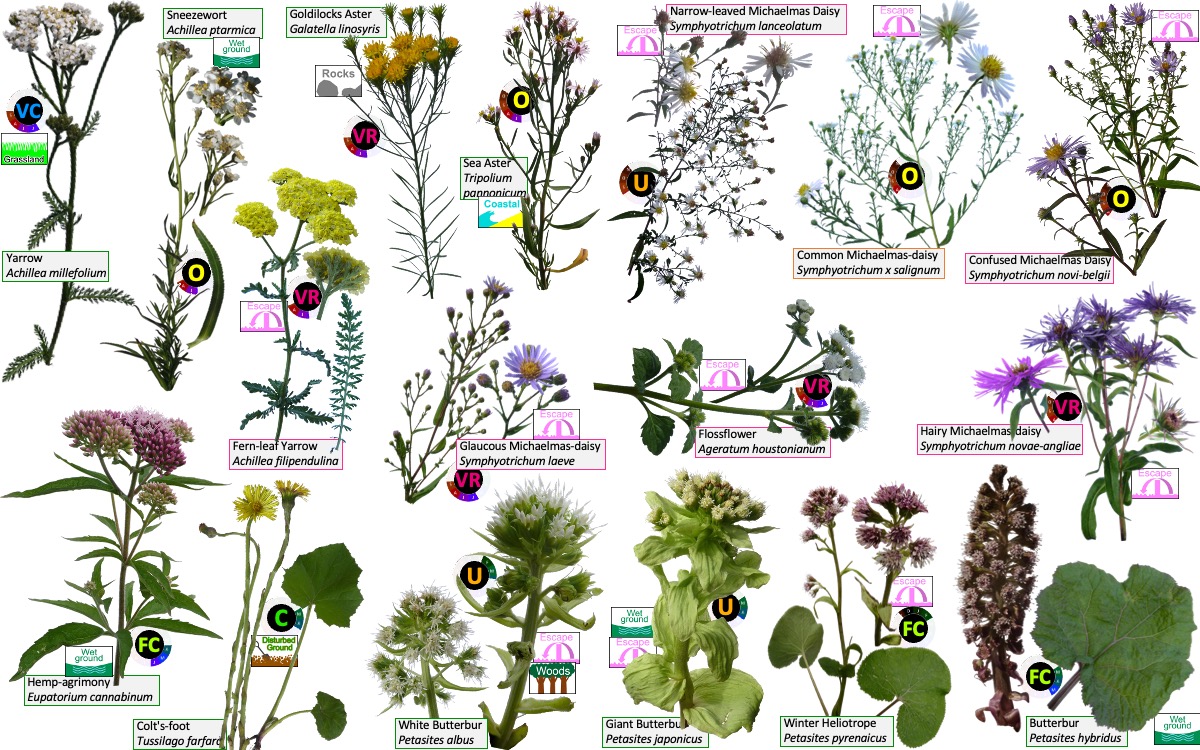 Sneezewort
Achillea ptarmica
Wet
ground
Goldilocks Aster
Galatella linosyris
Rocks
VR
Narrow-leaved Michaelmas Daisy
Symphyotrichum lanceolatum
Escape
U
Escape
O
Common Michaelmas-daisy
Symphyotrichum x salignum
Escape
O
Confused Michaelmas Daisy
Symphyotrichum novi-belgii
VC
Grassland
Yarrow
Achillea millefolium
O
O
Sea Aster
Tripolium
pannonicum
Coastal
VR
Escape
Fern-leaf Yarrow
Achillea filipendulina
Escape
Glaucous Michaelmas-daisy
Symphyotrichum laeve
VR
Escape
VR
Flossflower
Ageratum houstonianum
VR
Hairy Michaelmas daisy
Symphyotrichum novae-angliae
Escape
FC
Wet
ground
Hemp-agrimony
Eupatorium cannabinum
C
Disturbed
Ground
Colt's-foot
Tussilago farfara
U
Escape
Woods
White Butterbur
Petasites albus
U
Wet
ground
Escape
Giant Butterbu
Petasites japonicus
Escape
FC
Winter Heliotrope
Petasites pyrenaicus
FC
Butterbur
Petasites hybridus
Wet
ground